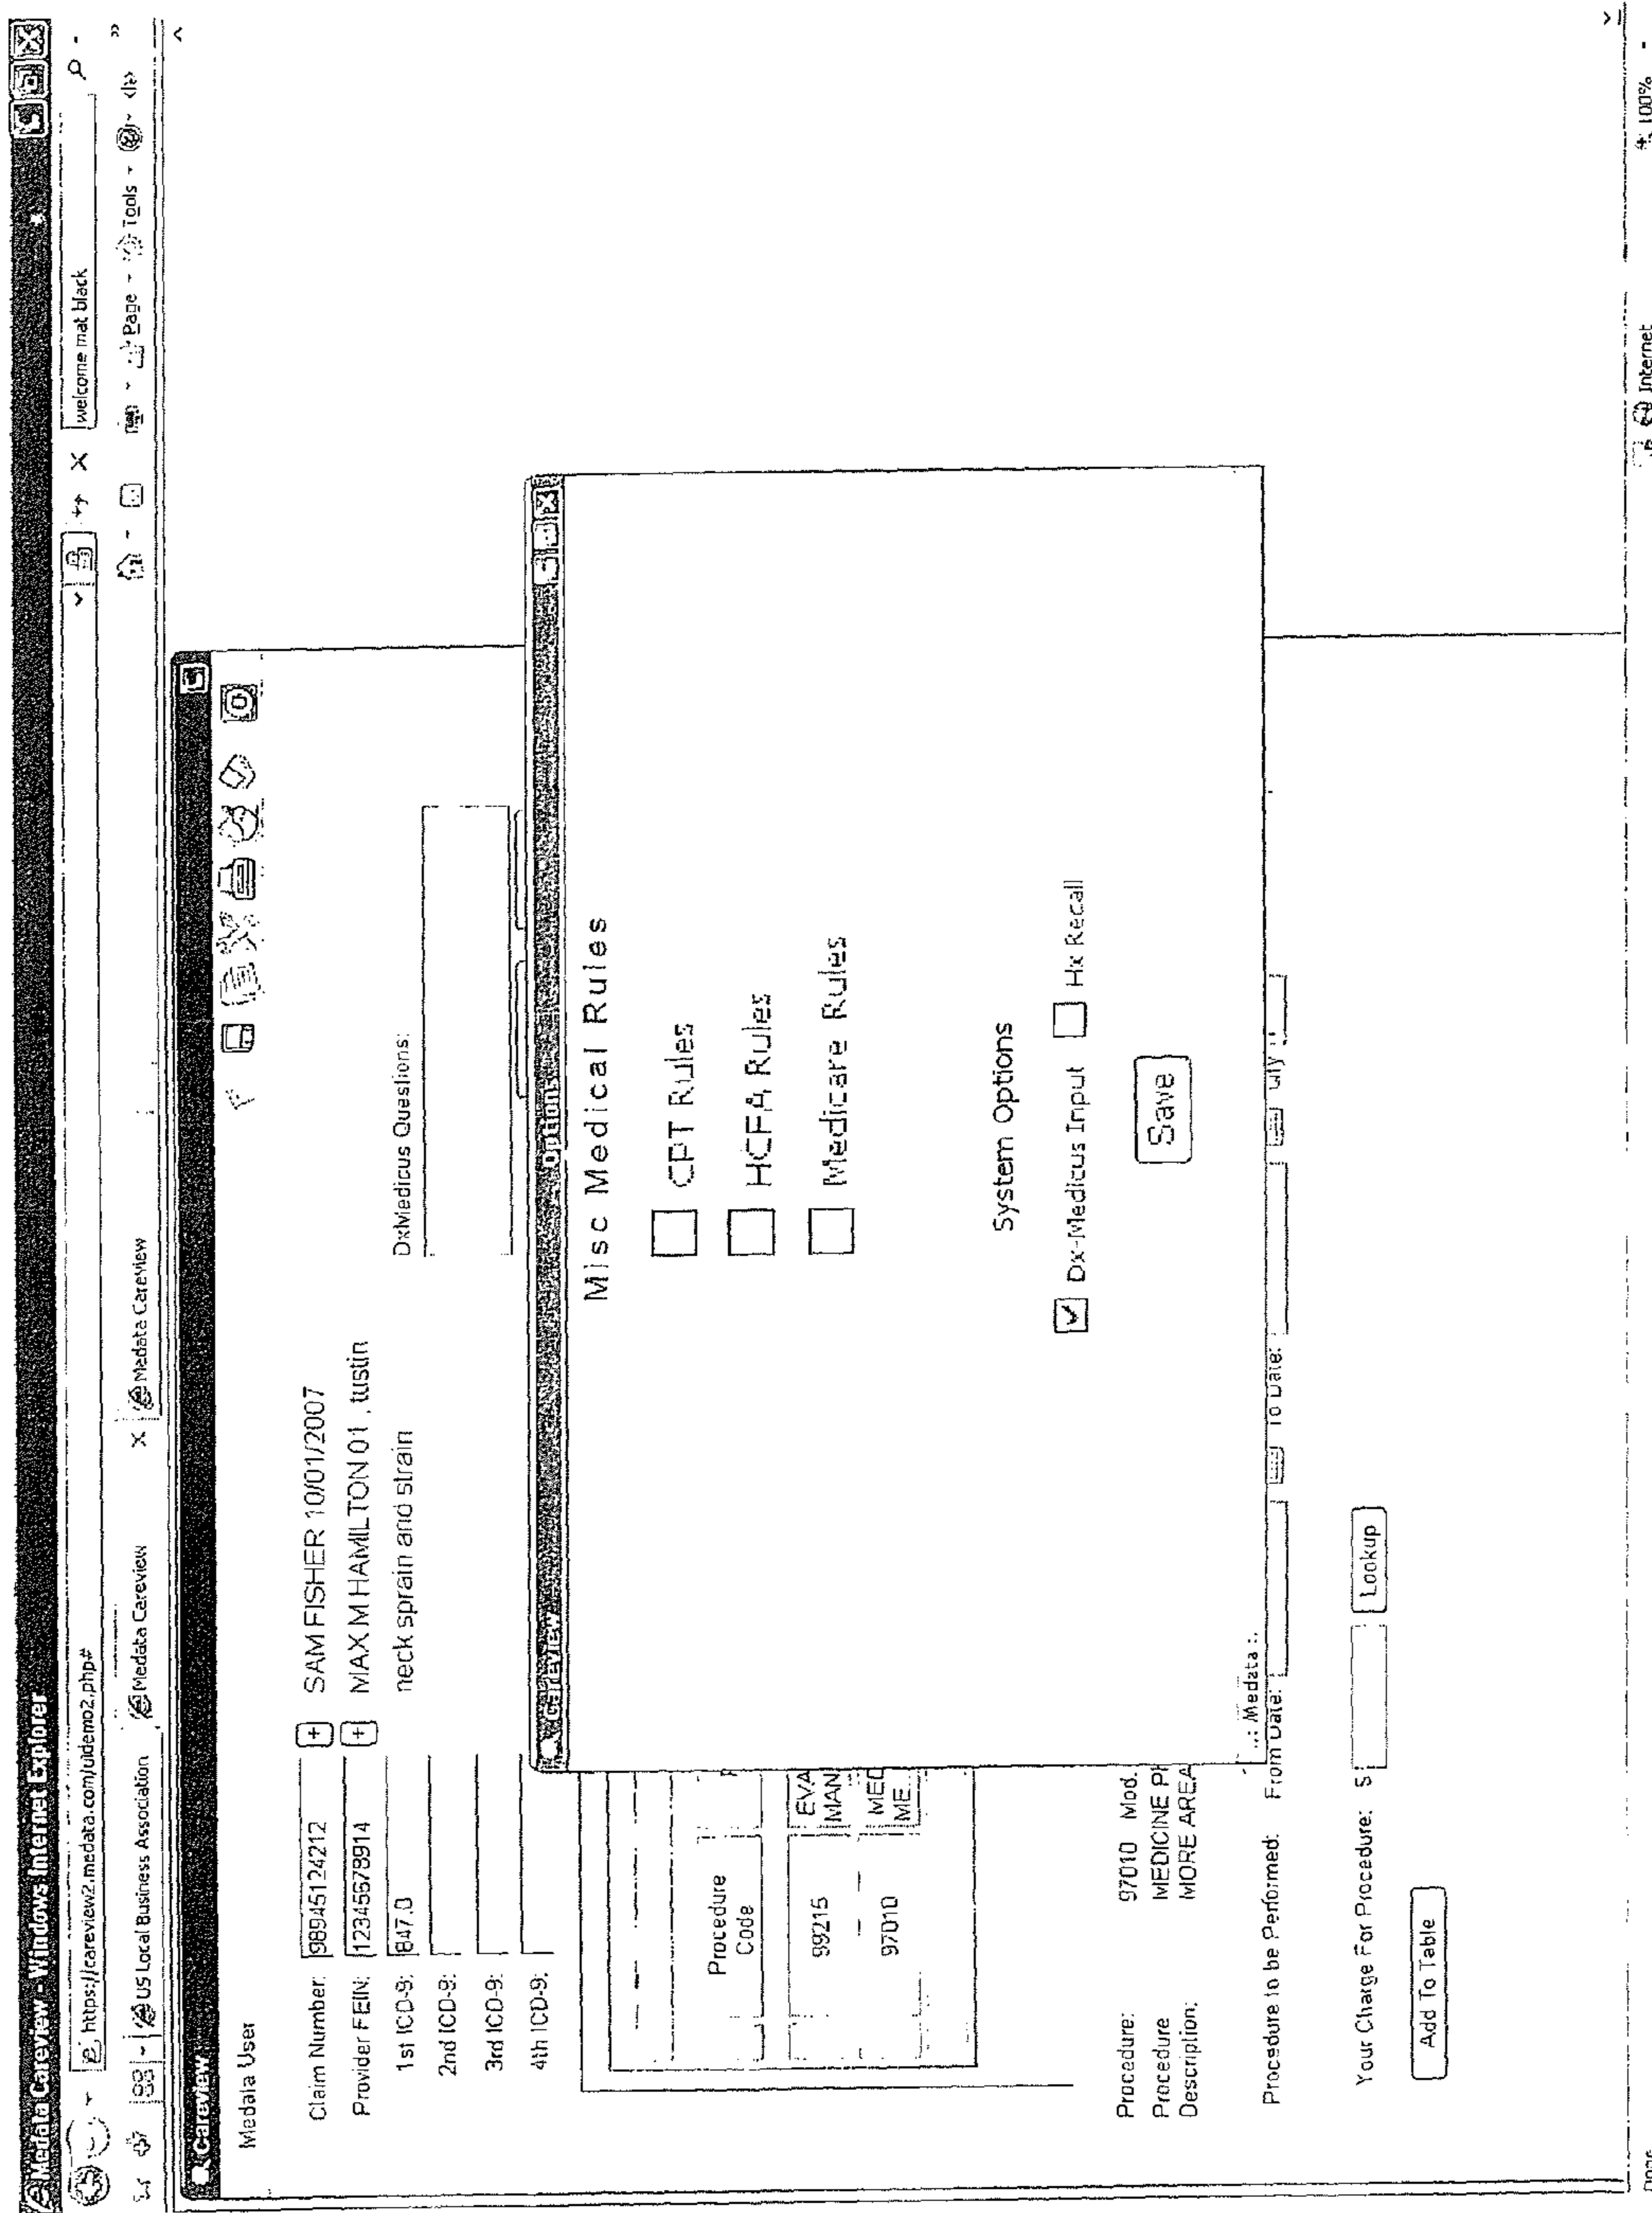 Medata Careview - Windows Internet Explorer
https://careview2.medata.com/uidemo2.php#
welcome mat black
US Local Business Association
Medata Careview
Medata Careview
Page
Tools
Careview
Medata User
Claim Number: 98945124212 + SAM FISHER 10/01/2007
Provider FEIN: 12345678914 + MAX M HAMILTON 01 , tustin
1st ICD-9: 847.0 neck sprain and strain
DxMedicus Questions:
2nd ICD-9:
3rd ICD-9:
4th ICD-9:
Careview
Options
Misc Medical Rules
CPT Rules
HCFA Rules
Medicare Rules
System Options
Dx-Medicus Input
Hx Recall
Save
.:: Medata ::.
Procedure
Code
99215
EVA
MAN
97010
MED
ME...
Procedure: 97010 Mod.
Procedure
Description:
MEDICINE PH
MORE AREA
Procedure to be Performed: From Date: To Date:
Your Charge For Procedure: $ Lookup
Add To Table
Done
Internet
100%